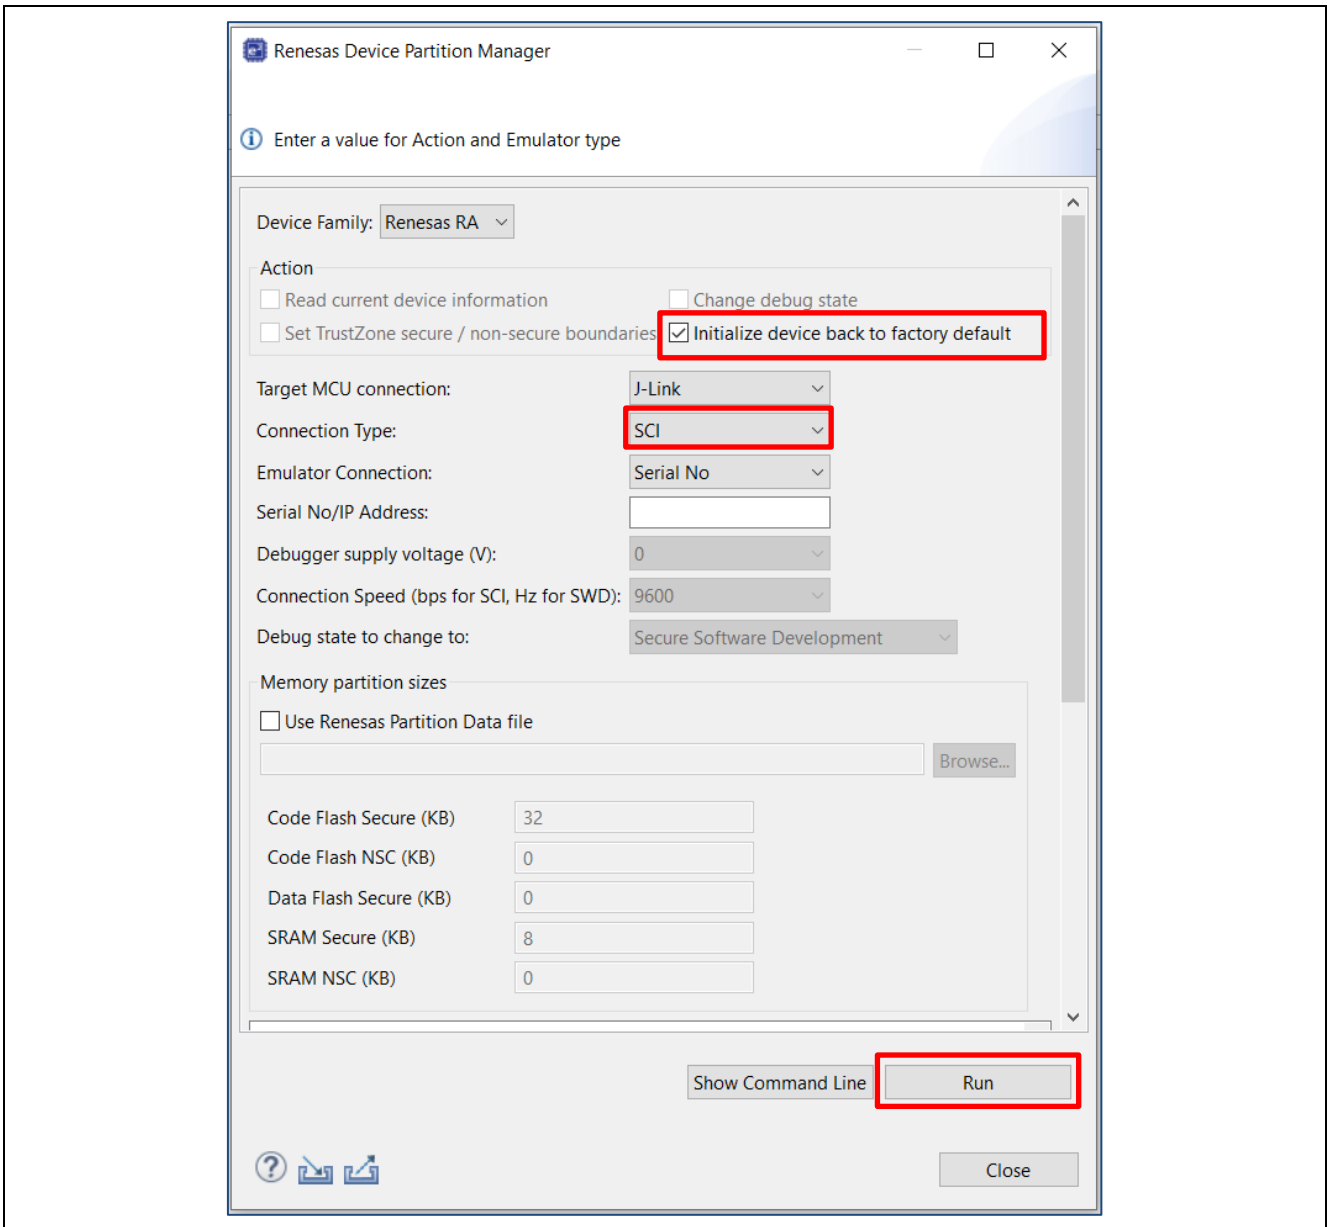 Renesas Device Partition Manager
Enter a value for Action and Emulator type
Device Family: Renesas RA
Action
Read current device information Change debug state
Set TrustZone secure / non-secure boundaries Initialize device back to factory default
Target MCU connection: J-Link
Connection Type: SCI
Emulator Connection: Serial No
Serial No/IP Address:
Debugger supply voltage (V): 0
Connection Speed (bps for SCI, Hz for SWD): 9600
Debug state to change to: Secure Software Development
Memory partition sizes
Use Renesas Partition Data file
Browse...
Code Flash Secure (KB) 32
Code Flash NSC (KB) 0
Data Flash Secure (KB) 0
SRAM Secure (KB) 8
SRAM NSC (KB) 0
Show Command Line Run
Close